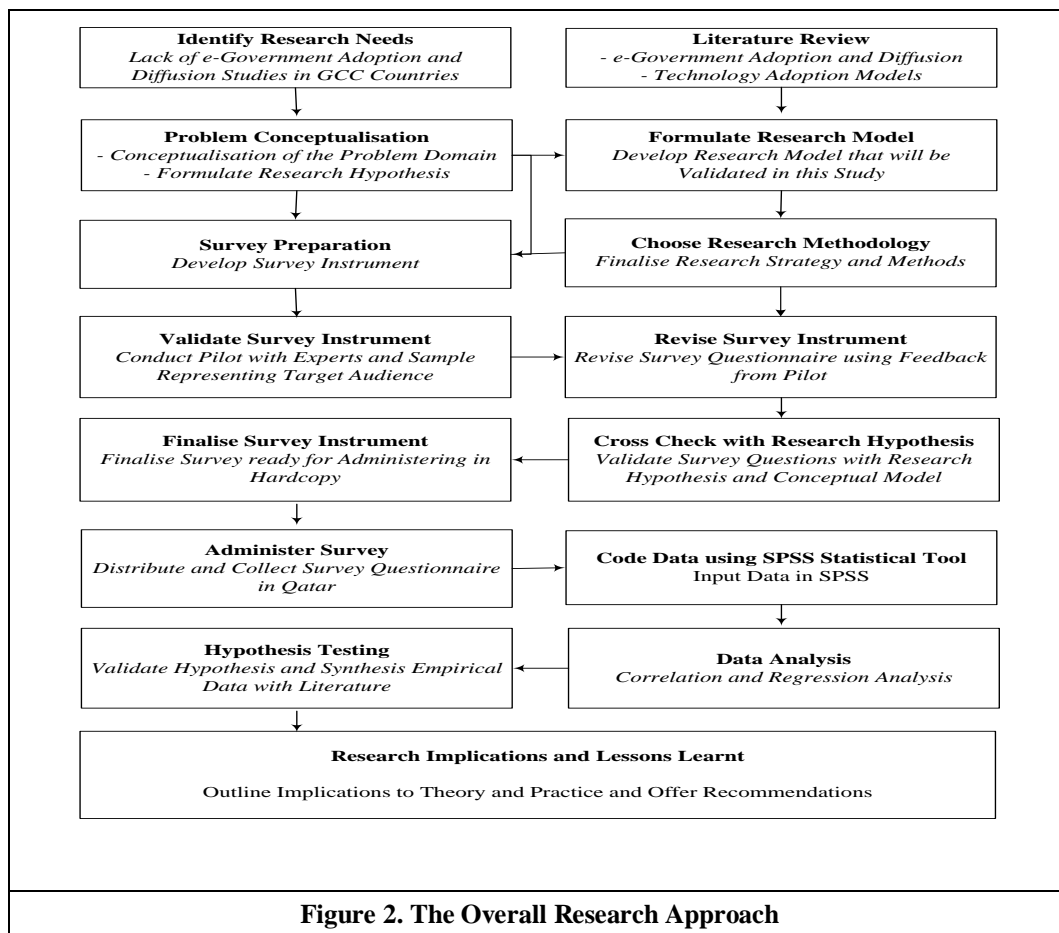 Identify Research Needs
Lack of e-Government Adoption and
Diffusion Studies in GCC Countries
Literature Review
- e-Government Adoption and Diffusion
- Technology Adoption Models
Problem Conceptualisation
- Conceptualisation of the Problem Domain
- Formulate Research Hypothesis
Formulate Research Model
Develop Research Model that will be
Validated in this Study
Survey Preparation
Develop Survey Instrument
Choose Research Methodology
Finalise Research Strategy and Methods
Validate Survey Instrument
Conduct Pilot with Experts and Sample
Representing Target Audience
Revise Survey Instrument
Revise Survey Questionnaire using Feedback
from Pilot
Finalise Survey Instrument
Finalise Survey ready for Administering in
Hardcopy
Cross Check with Research Hypothesis
Validate Survey Questions with Research
Hypothesis and Conceptual Model
Administer Survey
Distribute and Collect Survey Questionnaire
in Qatar
Code Data using SPSS Statistical Tool
Input Data in SPSS
Hypothesis Testing
Validate Hypothesis and Synthesis Empirical
Data with Literature
Data Analysis
Correlation and Regression Analysis
Research Implications and Lessons Learnt
Outline Implications to Theory and Practice and Offer Recommendations
Figure 2. The Overall Research Approach